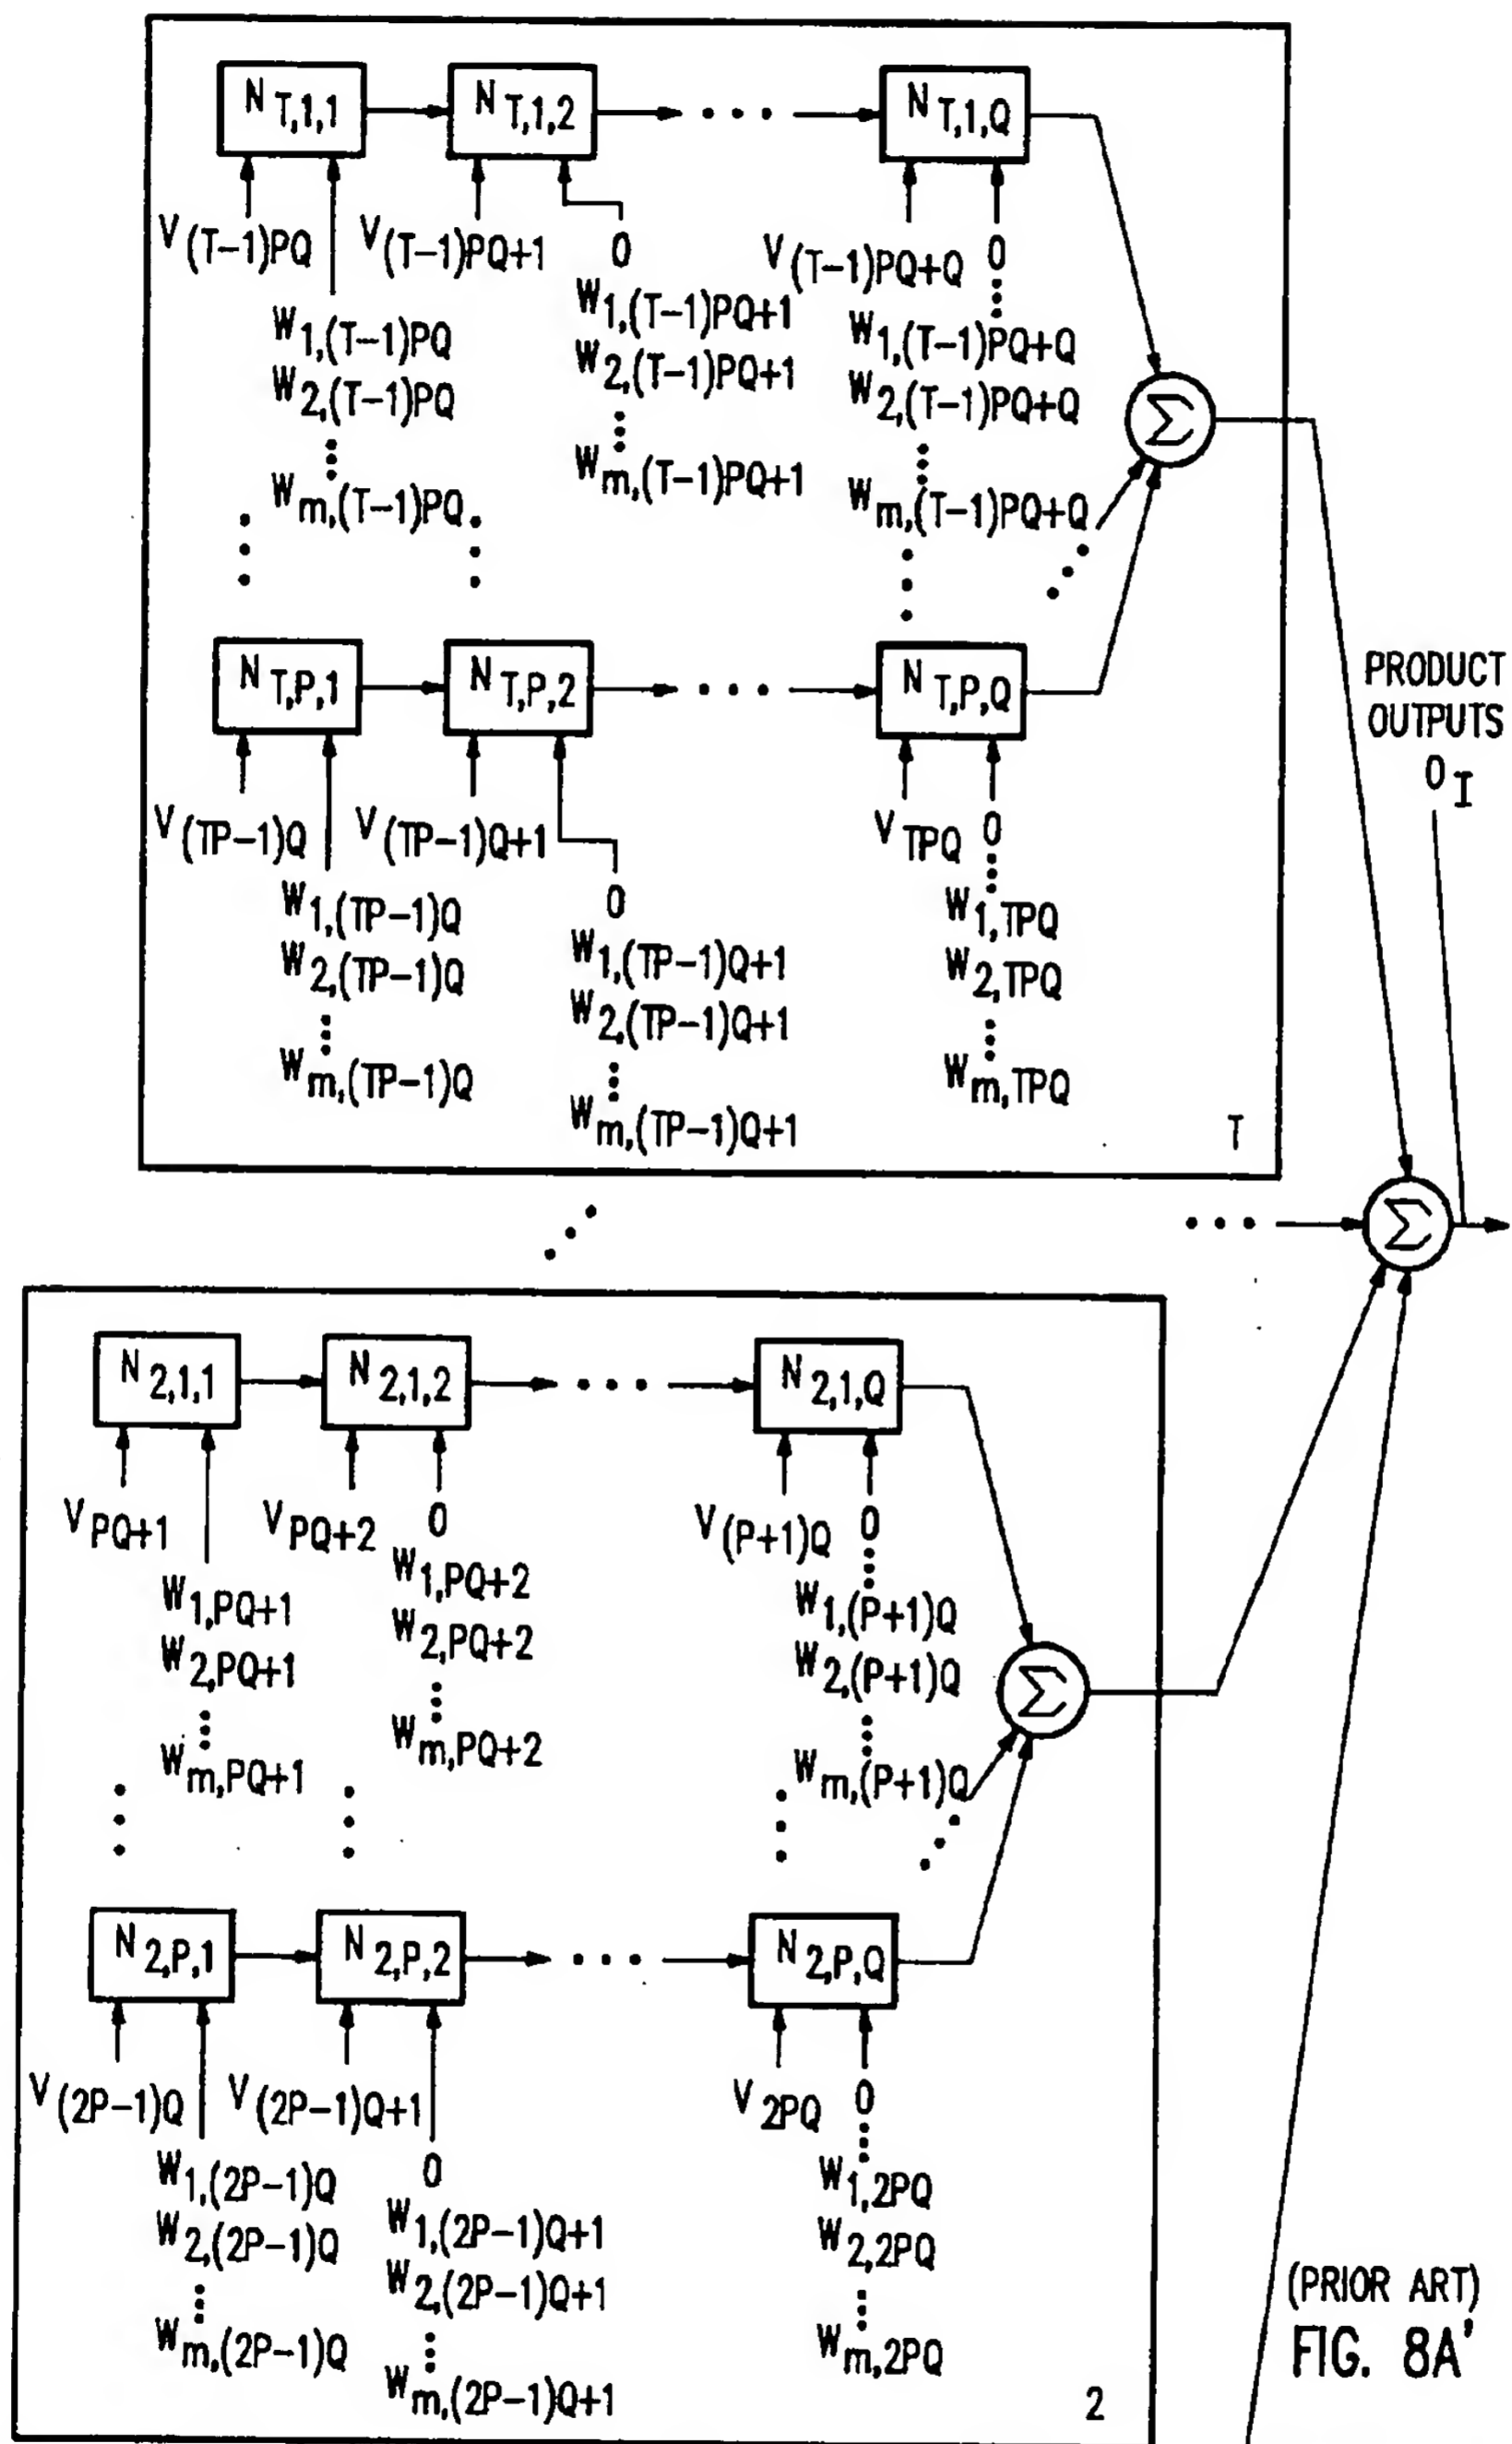 N T,1,1 N T,1,2 • • • N T,1,Q
V (T−1)PQ V (T−1)PQ+1 0 V (T−1)PQ+Q 0
W 1,(T−1)PQ W 1,(T−1)PQ+1 W 1,(T−1)PQ+Q
W 2,(T−1)PQ W 2,(T−1)PQ+1 W 2,(T−1)PQ+Q
Σ
W m,(T−1)PQ W m,(T−1)PQ+1 W m,(T−1)PQ+Q
N T,P,1 N T,P,2 • • • N T,P,Q
PRODUCT
OUTPUTS
O I
V (TP−1)Q V (TP−1)Q+1 V TPQ 0
W 1,(TP−1)Q 0 W 1,TPQ
W 2,(TP−1)Q W 1,(TP−1)Q+1 W 2,TPQ
W 2,(TP−1)Q+1
W m,(TP−1)Q W m,(TP−1)Q+1 W m,TPQ
T
• • • Σ
N 2,1,1 N 2,1,2 • • • N 2,1,Q
V PQ+1 V PQ+2 0 V (P+1)Q 0
W 1,PQ+1 W 1,PQ+2 W 1,(P+1)Q
W 2,PQ+1 W 2,PQ+2 W 2,(P+1)Q
Σ
W m,PQ+1 W m,PQ+2 W m,(P+1)Q
N 2,P,1 N 2,P,2 • • • N 2,P,Q
V (2P−1)Q V (2P−1)Q+1 V 2PQ 0
W 1,(2P−1)Q 0 W 1,2PQ
W 2,(2P−1)Q W 1,(2P−1)Q+1 W 2,2PQ
W 2,(2P−1)Q+1
W m,(2P−1)Q W m,(2P−1)Q+1 W m,2PQ
2
(PRIOR ART)
FIG. 8A'